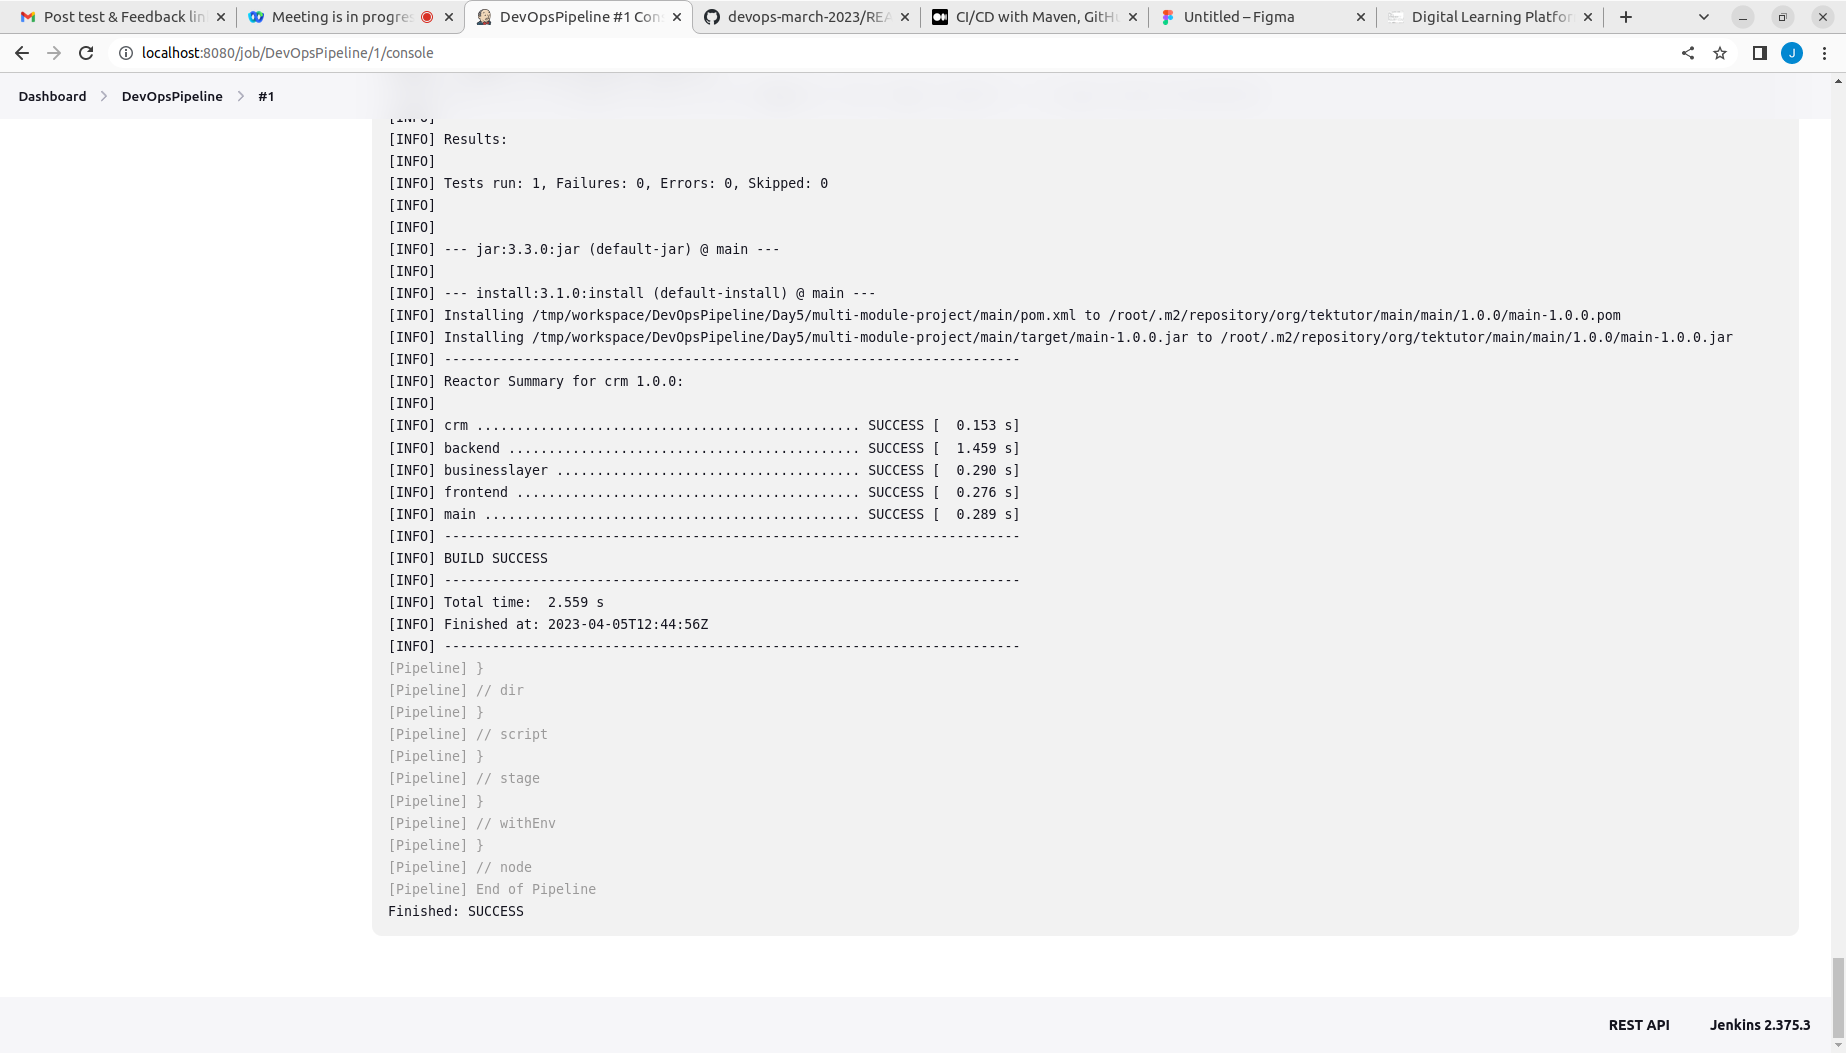 Post test & Feedback lin
Meeting is in progres
DevOpsPipeline #1 Con
devops-march-2023/REA
CI/CD with Maven, GitHu
Untitled – Figma
Digital Learning Platfor
localhost:8080/job/DevOpsPipeline/1/console
J
Dashboard
DevOpsPipeline
#1
[INFO]
[INFO] Results:
[INFO]
[INFO] Tests run: 1, Failures: 0, Errors: 0, Skipped: 0
[INFO]
[INFO]
[INFO] --- jar:3.3.0:jar (default-jar) @ main ---
[INFO]
[INFO] --- install:3.1.0:install (default-install) @ main ---
[INFO] Installing /tmp/workspace/DevOpsPipeline/Day5/multi-module-project/main/pom.xml to /root/.m2/repository/org/tektutor/main/main/1.0.0/main-1.0.0.pom
[INFO] Installing /tmp/workspace/DevOpsPipeline/Day5/multi-module-project/main/target/main-1.0.0.jar to /root/.m2/repository/org/tektutor/main/main/1.0.0/main-1.0.0.jar
[INFO] ------------------------------------------------------------------------
[INFO] Reactor Summary for crm 1.0.0:
[INFO]
[INFO] crm ................................................ SUCCESS [  0.153 s]
[INFO] backend ............................................ SUCCESS [  1.459 s]
[INFO] businesslayer ...................................... SUCCESS [  0.290 s]
[INFO] frontend ........................................... SUCCESS [  0.276 s]
[INFO] main ............................................... SUCCESS [  0.289 s]
[INFO] ------------------------------------------------------------------------
[INFO] BUILD SUCCESS
[INFO] ------------------------------------------------------------------------
[INFO] Total time:  2.559 s
[INFO] Finished at: 2023-04-05T12:44:56Z
[INFO] ------------------------------------------------------------------------
[Pipeline] }
[Pipeline] // dir
[Pipeline] }
[Pipeline] // script
[Pipeline] }
[Pipeline] // stage
[Pipeline] }
[Pipeline] // withEnv
[Pipeline] }
[Pipeline] // node
[Pipeline] End of Pipeline
Finished: SUCCESS
REST API
Jenkins 2.375.3